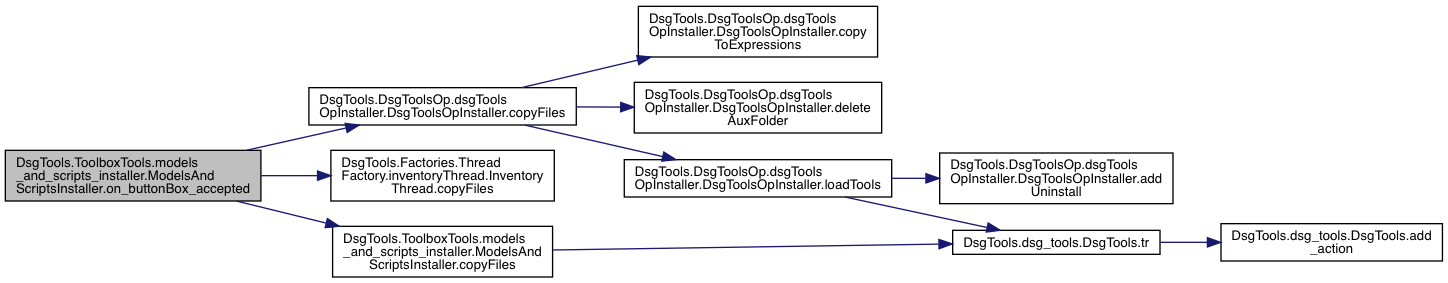 DsgTools.DsgToolsOp.dsgTools
OpInstaller.DsgToolsOpInstaller.copy
ToExpressions
DsgTools.DsgToolsOp.dsgTools
OpInstaller.DsgToolsOpInstaller.copyFiles
DsgTools.DsgToolsOp.dsgTools
OpInstaller.DsgToolsOpInstaller.delete
AuxFolder
DsgTools.ToolboxTools.models
_and_scripts_installer.ModelsAnd
ScriptsInstaller.on_buttonBox_accepted
DsgTools.Factories.Thread
Factory.inventoryThread.Inventory
Thread.copyFiles
DsgTools.DsgToolsOp.dsgTools
OpInstaller.DsgToolsOpInstaller.loadTools
DsgTools.DsgToolsOp.dsgTools
OpInstaller.DsgToolsOpInstaller.add
Uninstall
DsgTools.ToolboxTools.models
_and_scripts_installer.ModelsAnd
ScriptsInstaller.copyFiles
DsgTools.dsg_tools.DsgTools.tr
DsgTools.dsg_tools.DsgTools.add
_action